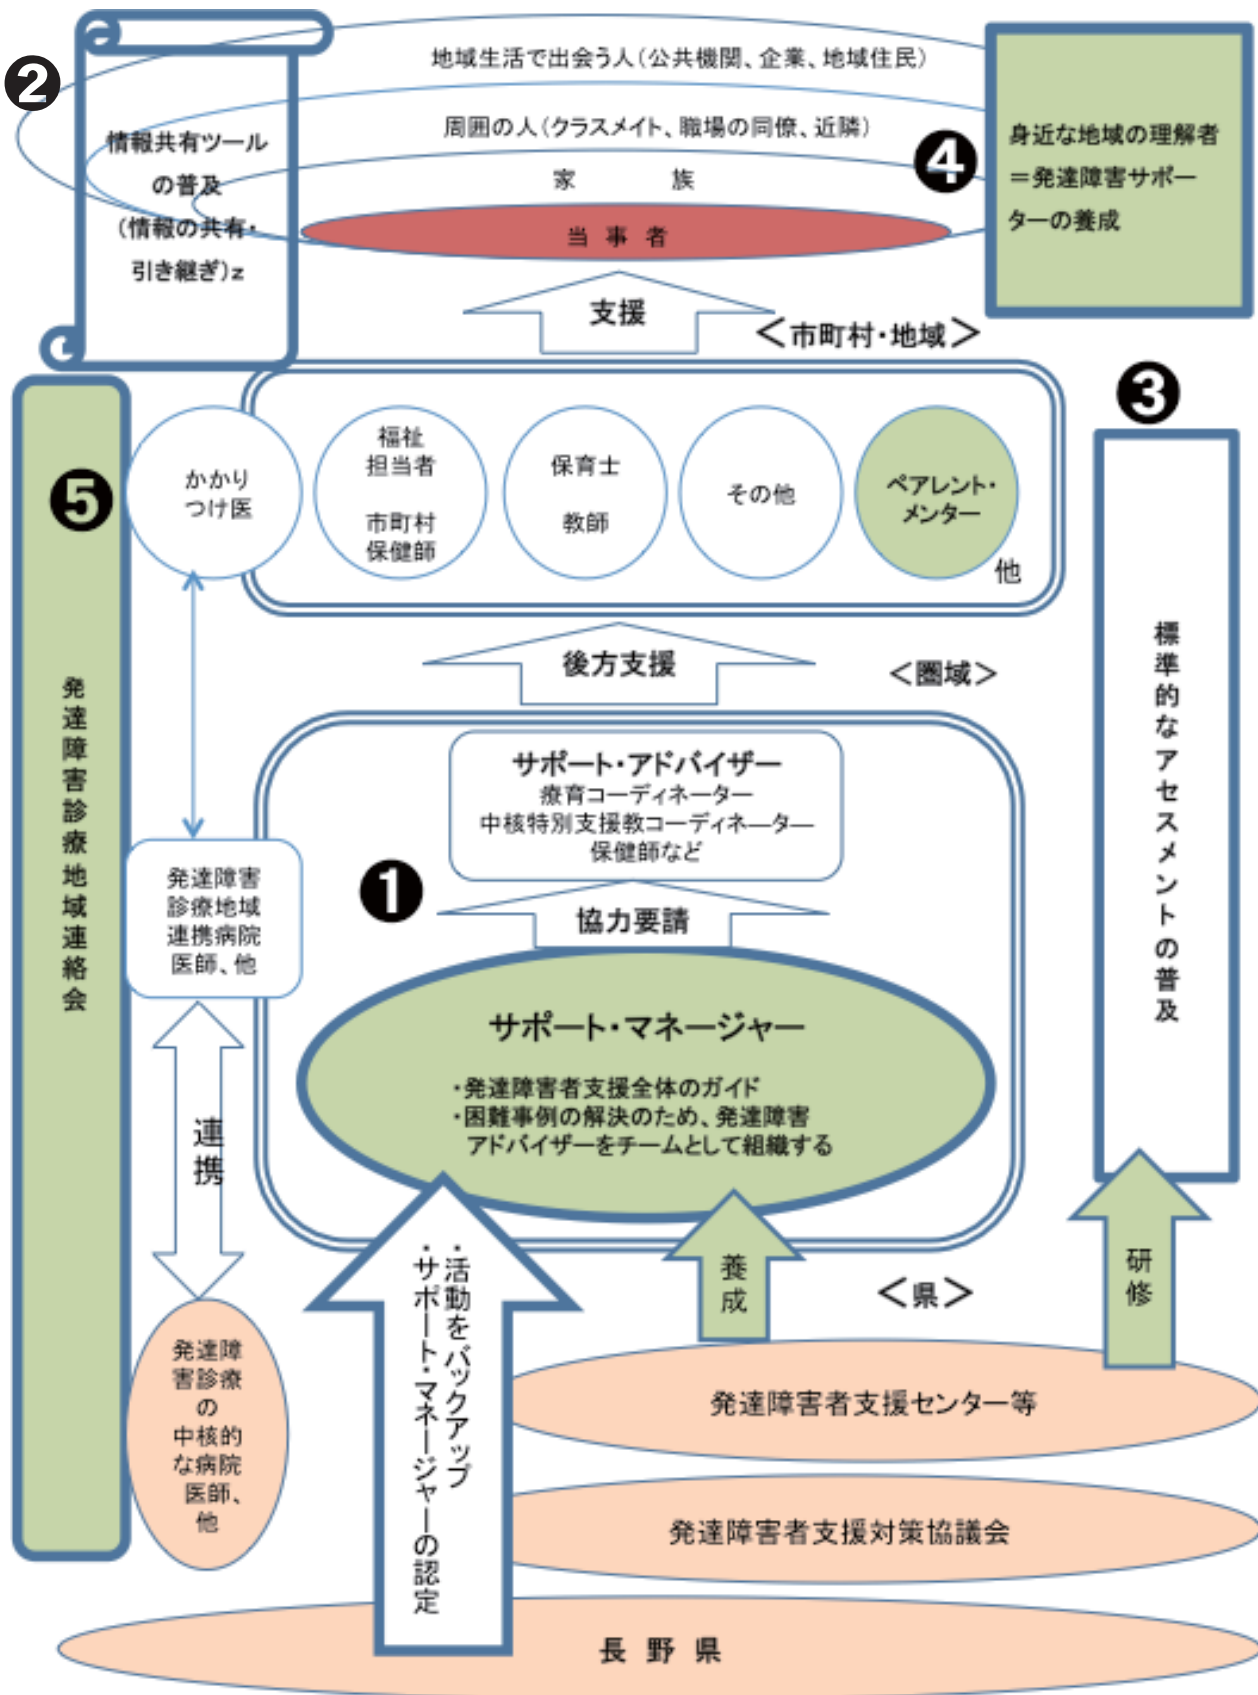 ❷
情報共有ツール
の普及
(情報の共有・
引き継ぎ)z
地域生活で出会う人(公共機関、企業、地域住民)
周囲の人(クラスメイト、職場の同僚、近隣)
家 族
当 事 者
❹
身近な地域の理解者
=発達障害サポー
ターの養成
支援
<市町村・地域>
❺
発達障害診療地域連絡会
かかり
つけ医
福祉
担当者
市町村
保健師
保育士
教師
その他
ペアレント・
メンター
他
❸
標準的なアセスメントの普及
後方支援
<圏域>
サポート・アドバイザー
療育コーディネーター
中核特別支援教コーディネ―タ―
保健師など
❶
協力要請
サポート・マネージャー
・発達障害者支援全体のガイド
・困難事例の解決のため、発達障害
アドバイザーをチームとして組織する
発達障害
診療地域
連携病院
医師、他
連携
発達障
害診療
の
中核的
な病院
医師、
他
・活動をバックアップ
・サポート・マネージャーの認定
養成
<県>
研修
発達障害者支援センター等
発達障害者支援対策協議会
長 野 県